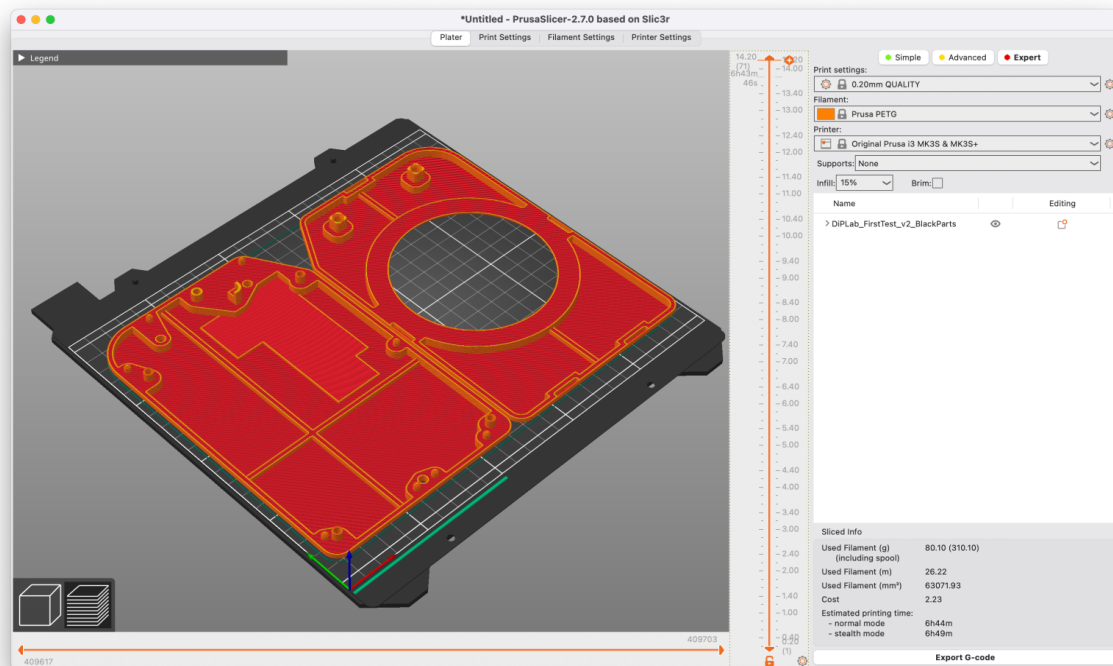 *Untitled - PrusaSlicer-2.7.0 based on Slic3r
Plater Print Settings Filament Settings Printer Settings
Legend
14.20
(71)
6h43m
46s
14.20
14.00
13.40
13.00
12.40
12.00
11.40
11.00
10.40
10.00
9.40
9.00
8.40
8.00
7.40
7.00
6.40
6.00
5.40
5.00
4.40
4.00
3.40
3.00
2.40
2.00
1.40
1.00
0.40
0.20
(1)
409703
409617
Simple Advanced Expert
Print settings:
0.20mm QUALITY
Filament:
Prusa PETG
Printer:
Original Prusa i3 MK3S & MK3S+
Supports: None
Infill: 15% Brim:
Name Editing
DiPLab_FirstTest_v2_BlackParts
Sliced Info
Used Filament (g) 80.10 (310.10)
(including spool)
Used Filament (m) 26.22
Used Filament (mm³) 63071.93
Cost 2.23
Estimated printing time:
- normal mode 6h44m
- stealth mode 6h49m
Export G-code